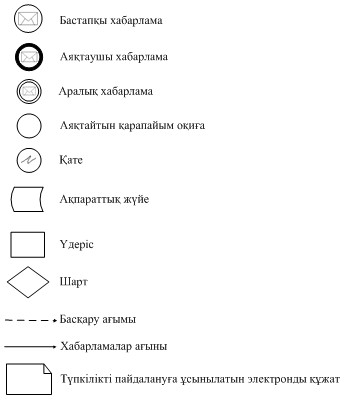 Бастапқы хабарлама
Аяқтаушы хабарлама
Аралық хабарлама
Аяқтайтын қарапайым оқиға
Қате
Ақпараттық жүйе
Үдеріс
Шарт
Басқару ағымы
Хабарламалар ағыны
Түпкілікті пайдалануға ұсынылатын электронды құжат